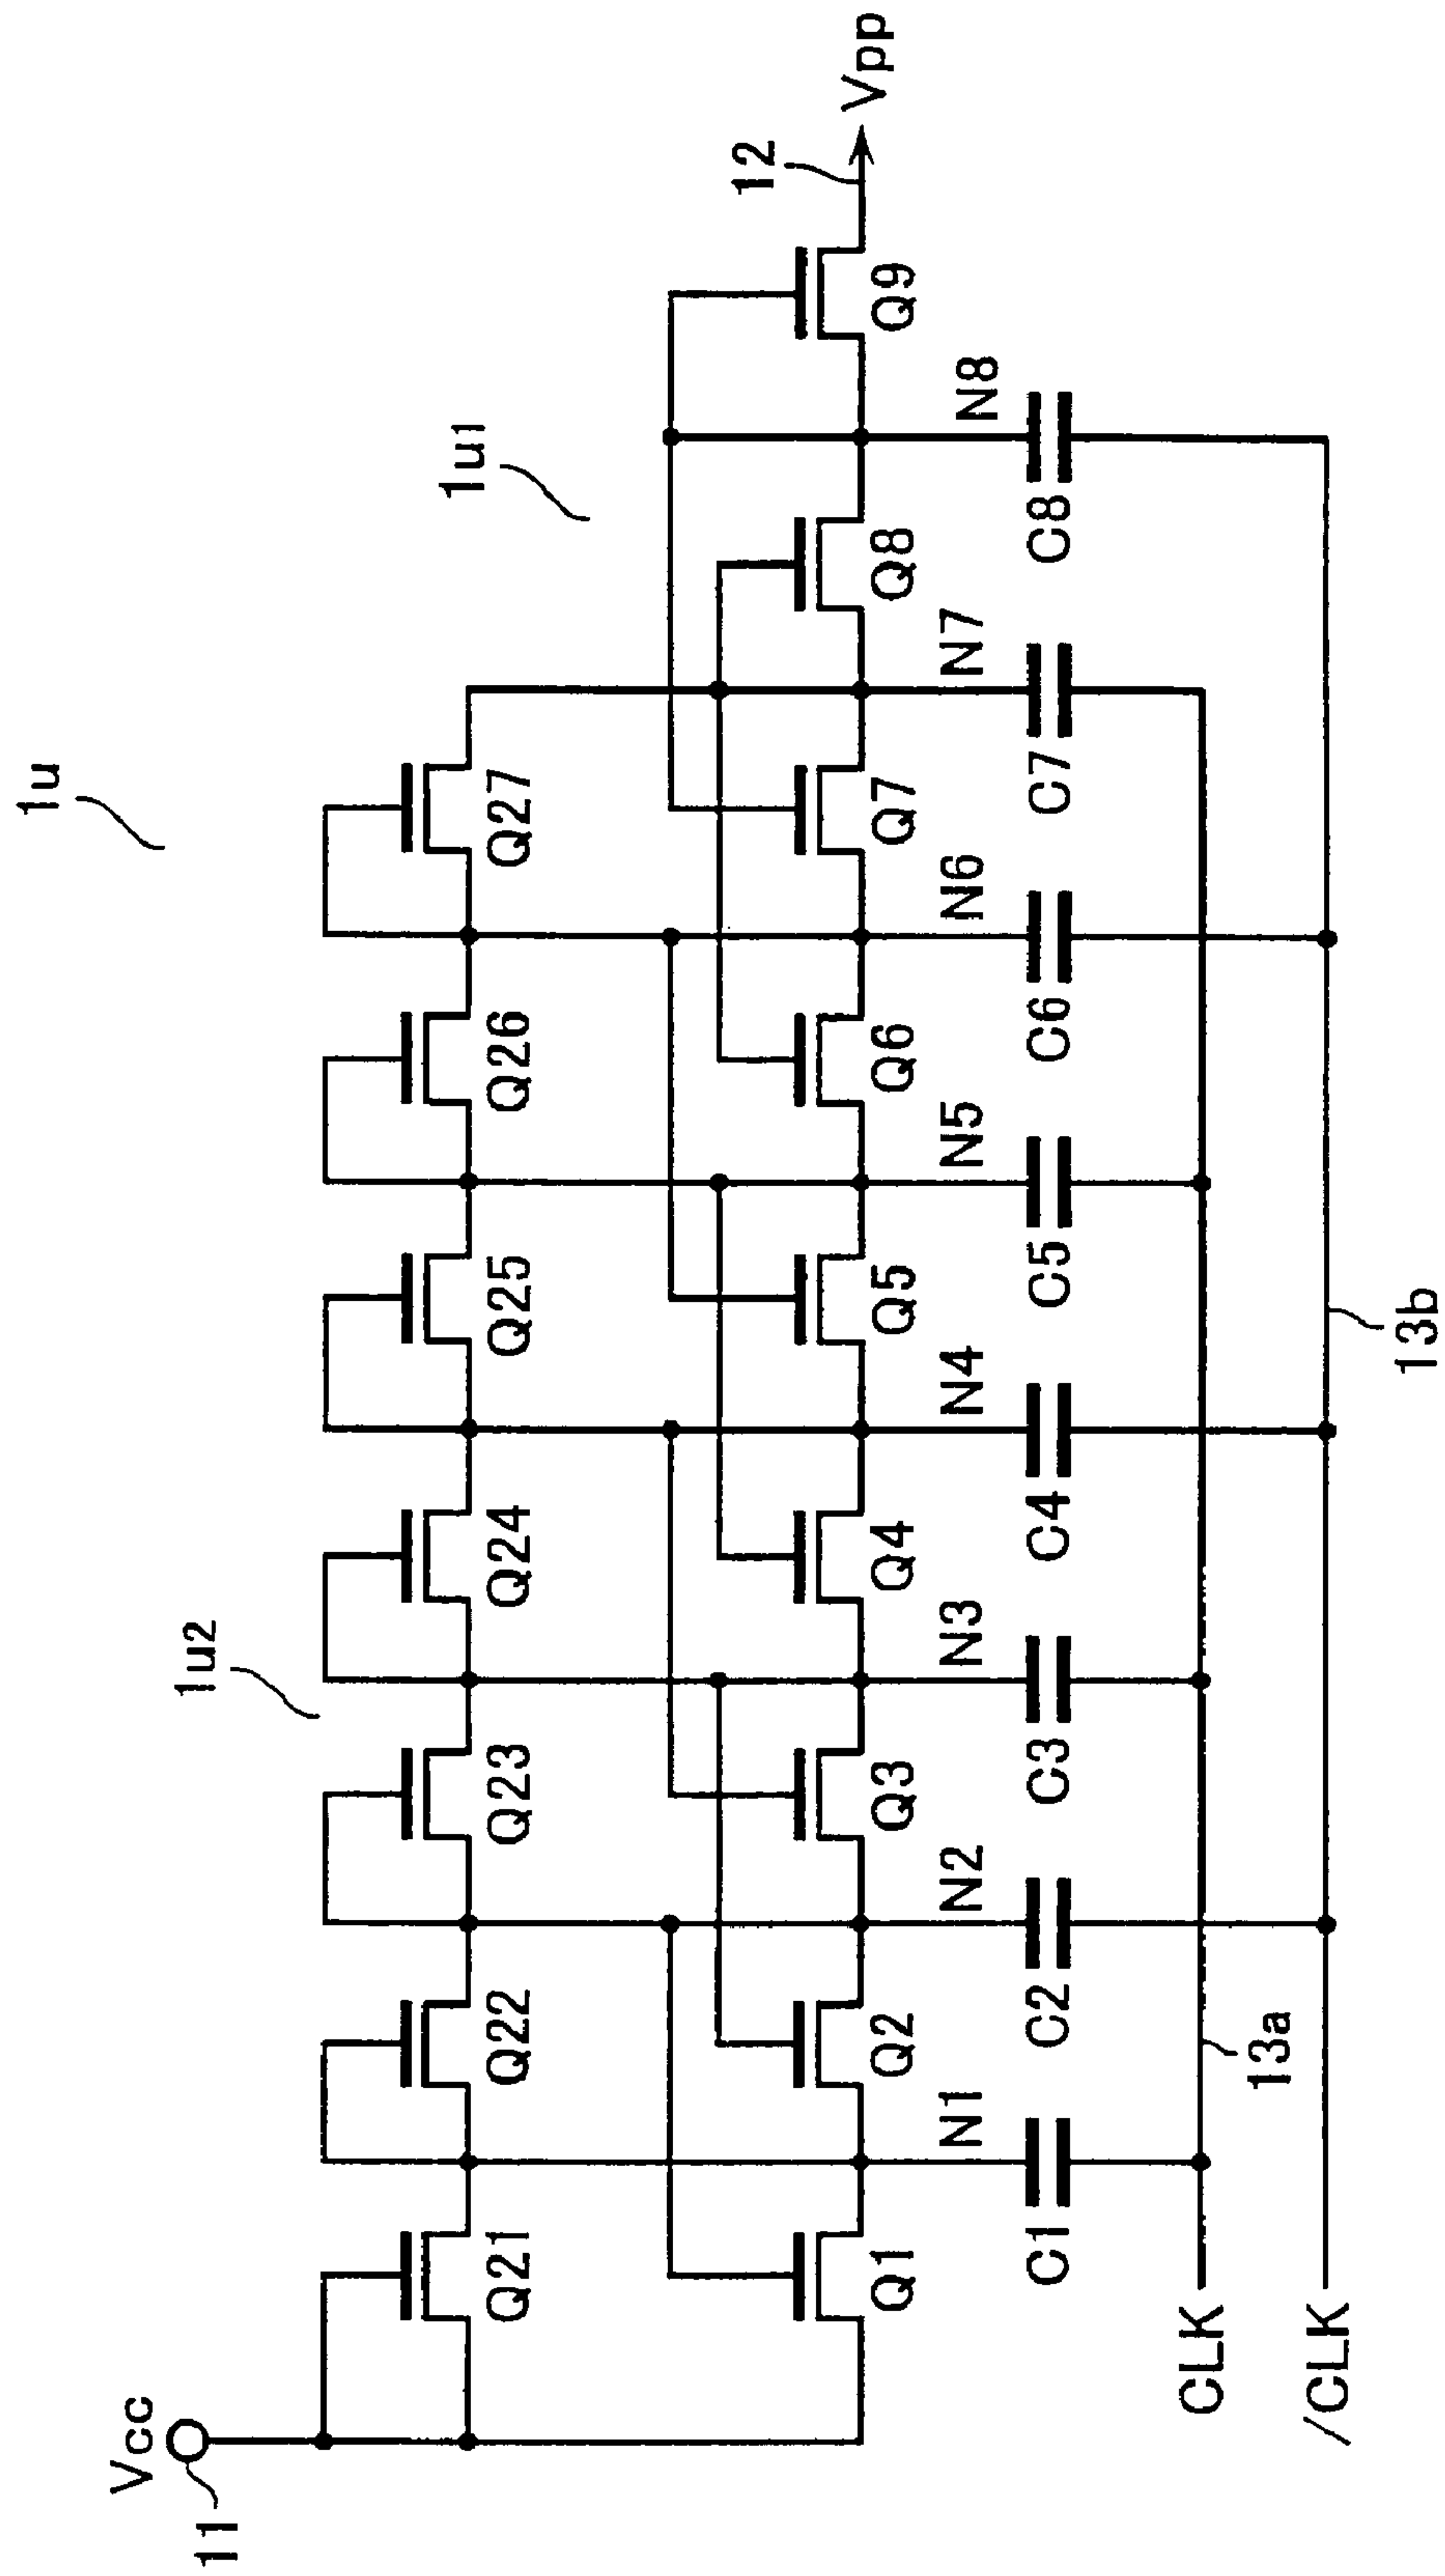 1u
Vcc
11
1u2
1u1
Q21
Q22
Q23
Q24
Q25
Q26
Q27
12
Vpp
Q1
Q2
Q3
Q4
Q5
Q6
Q7
Q8
Q9
N1
N2
N3
N4
N5
N6
N7
N8
C1
C2
C3
C4
C5
C6
C7
C8
CLK
13a
/CLK
13b